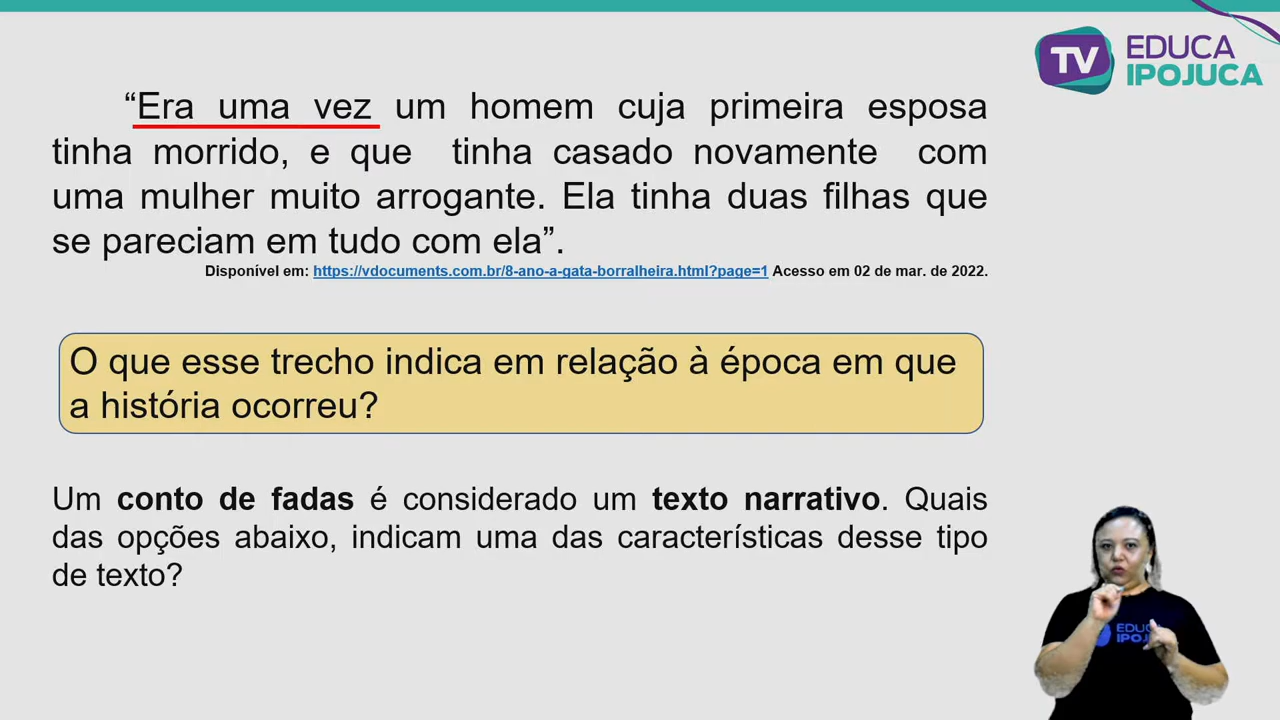 TV EDUCA
IPOJUCA
“Era uma vez um homem cuja primeira esposa
tinha morrido, e que tinha casado novamente com
uma mulher muito arrogante. Ela tinha duas filhas que
se pareciam em tudo com ela”.
Disponível em: https://vdocuments.com.br/8-ano-a-gata-borralheira.html?page=1 Acesso em 02 de mar. de 2022.
O que esse trecho indica em relação à época em que
a história ocorreu?
Um conto de fadas é considerado um texto narrativo. Quais
das opções abaixo, indicam uma das características desse tipo
de texto?